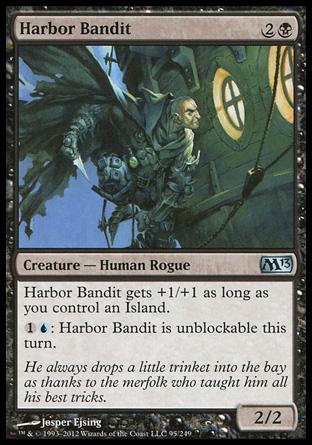 Harbor Bandit 2
Creature — Human Rogue M13
Harbor Bandit gets +1/+1 as long as
you control an Island.
1: Harbor Bandit is unblockable this
turn.
He always drops a little trinket into the bay
as thanks to the merfolk who taught him all
his best tricks.
Jesper Ejsing
™ & © 1993–2012 Wizards of the Coast LLC 95/249
2/2